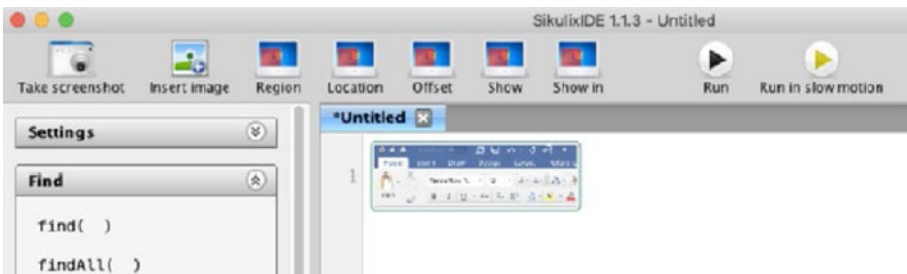 SikulixIDE 1.1.3 - Untitled
Take screenshot Insert image Region Location Offset Show Show in Run Run in slow motion
*Untitled
Settings
1
Find
find( )
findAll( )